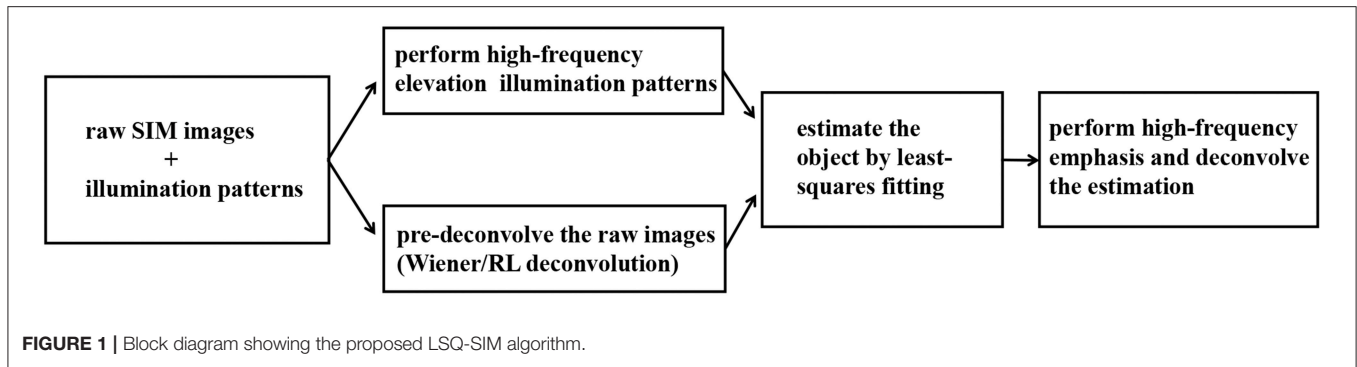 raw SIM images
+
illumination patterns
perform high-frequency
elevation illumination patterns
pre-deconvolve the raw images
(Wiener/RL deconvolution)
estimate the
object by least-
squares fitting
perform high-frequency
emphasis and deconvolve
the estimation
FIGURE 1 | Block diagram showing the proposed LSQ-SIM algorithm.